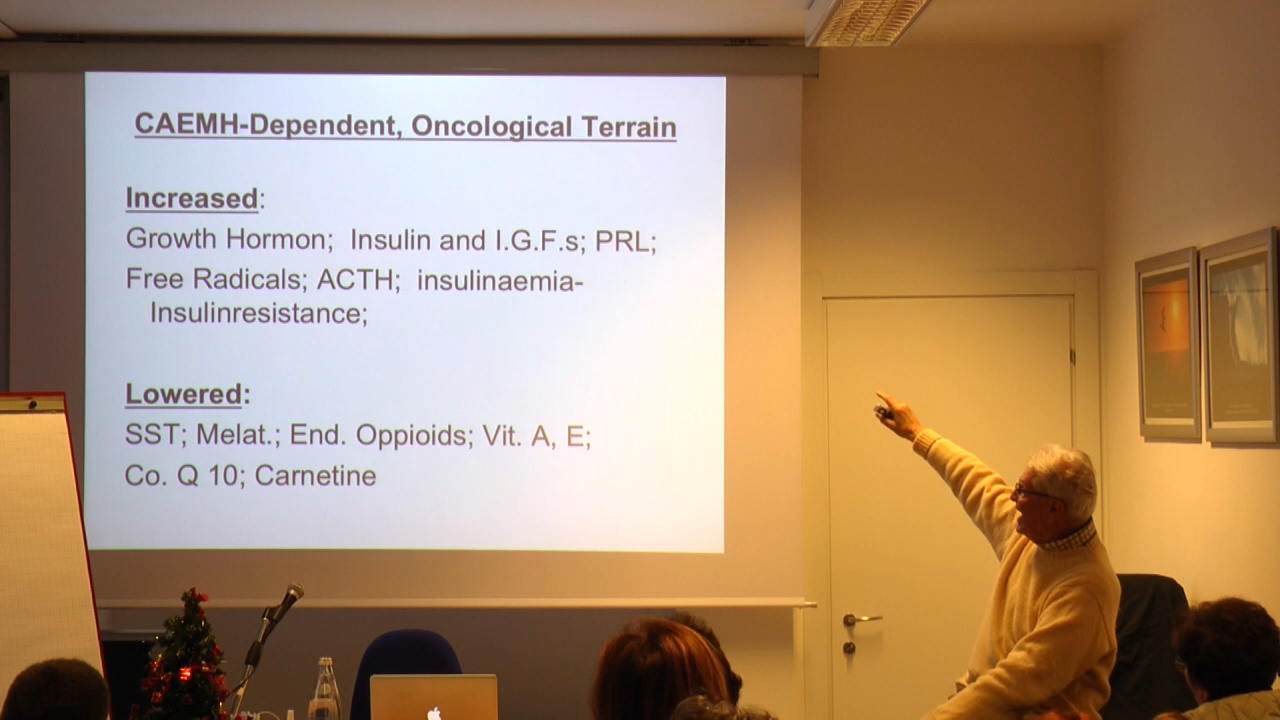 CAEMH-Dependent, Oncological Terrain
Increased:
Growth Hormon; Insulin and I.G.F.s; PRL;
Free Radicals; ACTH; insulinaemia-
Insulinresistance;
Lowered:
SST; Melat.; End. Oppioids; Vit. A, E;
Co. Q 10; Carnetine